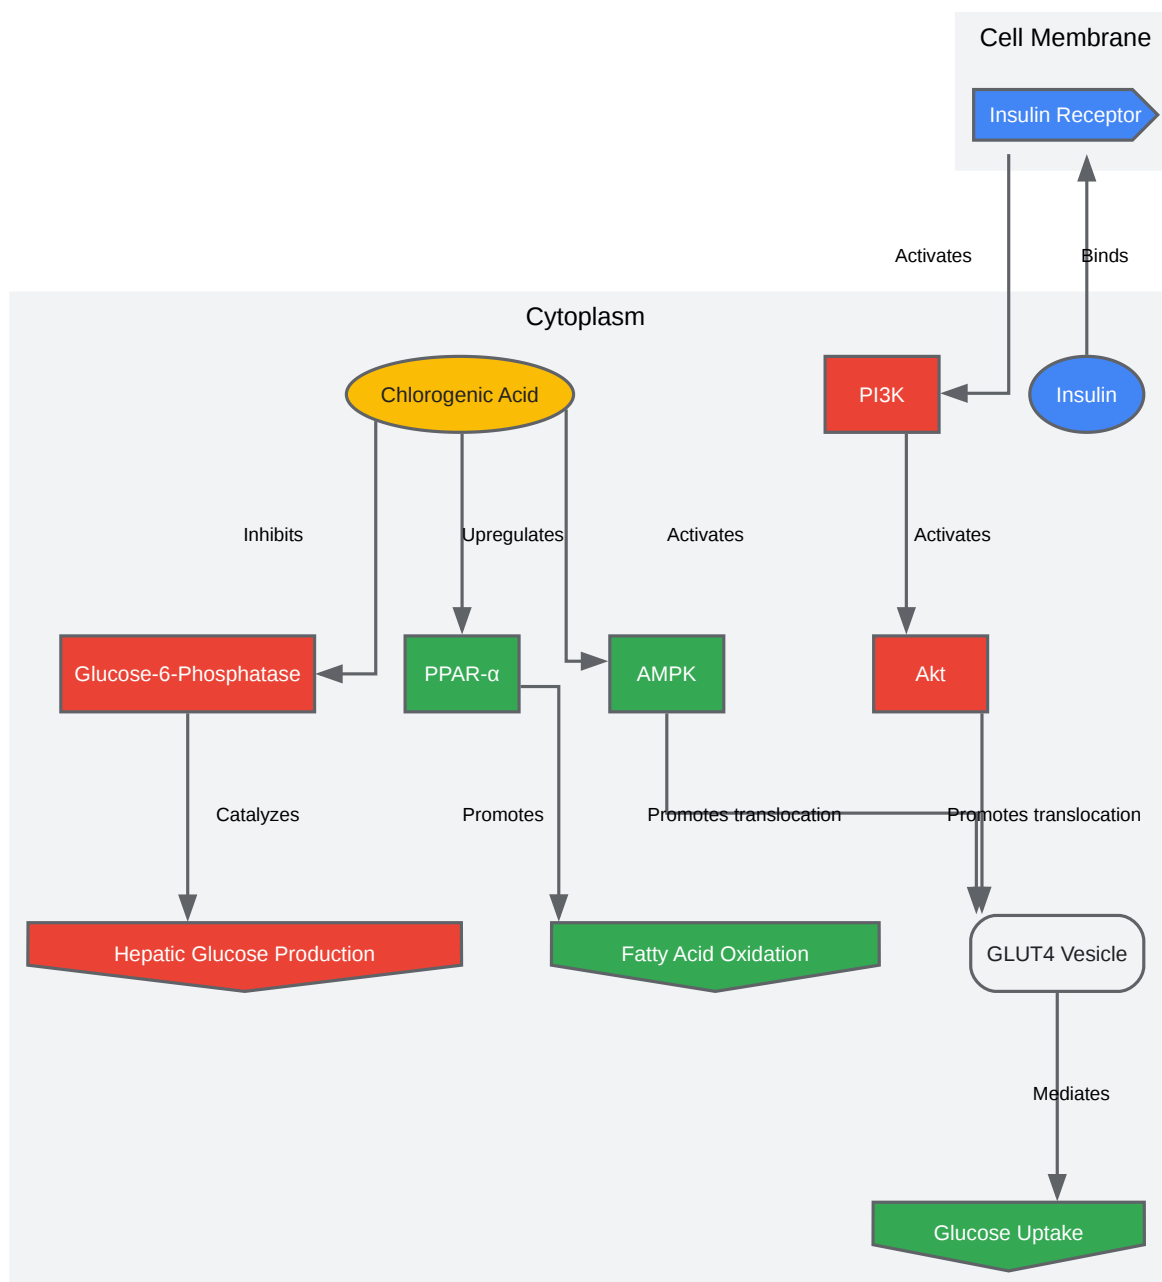 Cell Membrane
Insulin Receptor
Activates
Binds
Cytoplasm
Chlorogenic Acid
PI3K
Insulin
Inhibits
Upregulates
Activates
Activates
Glucose-6-Phosphatase
PPAR-α
AMPK
Akt
Catalyzes
Promotes
Promotes translocation
Promotes translocation
Hepatic Glucose Production
Fatty Acid Oxidation
GLUT4 Vesicle
Mediates
Glucose Uptake